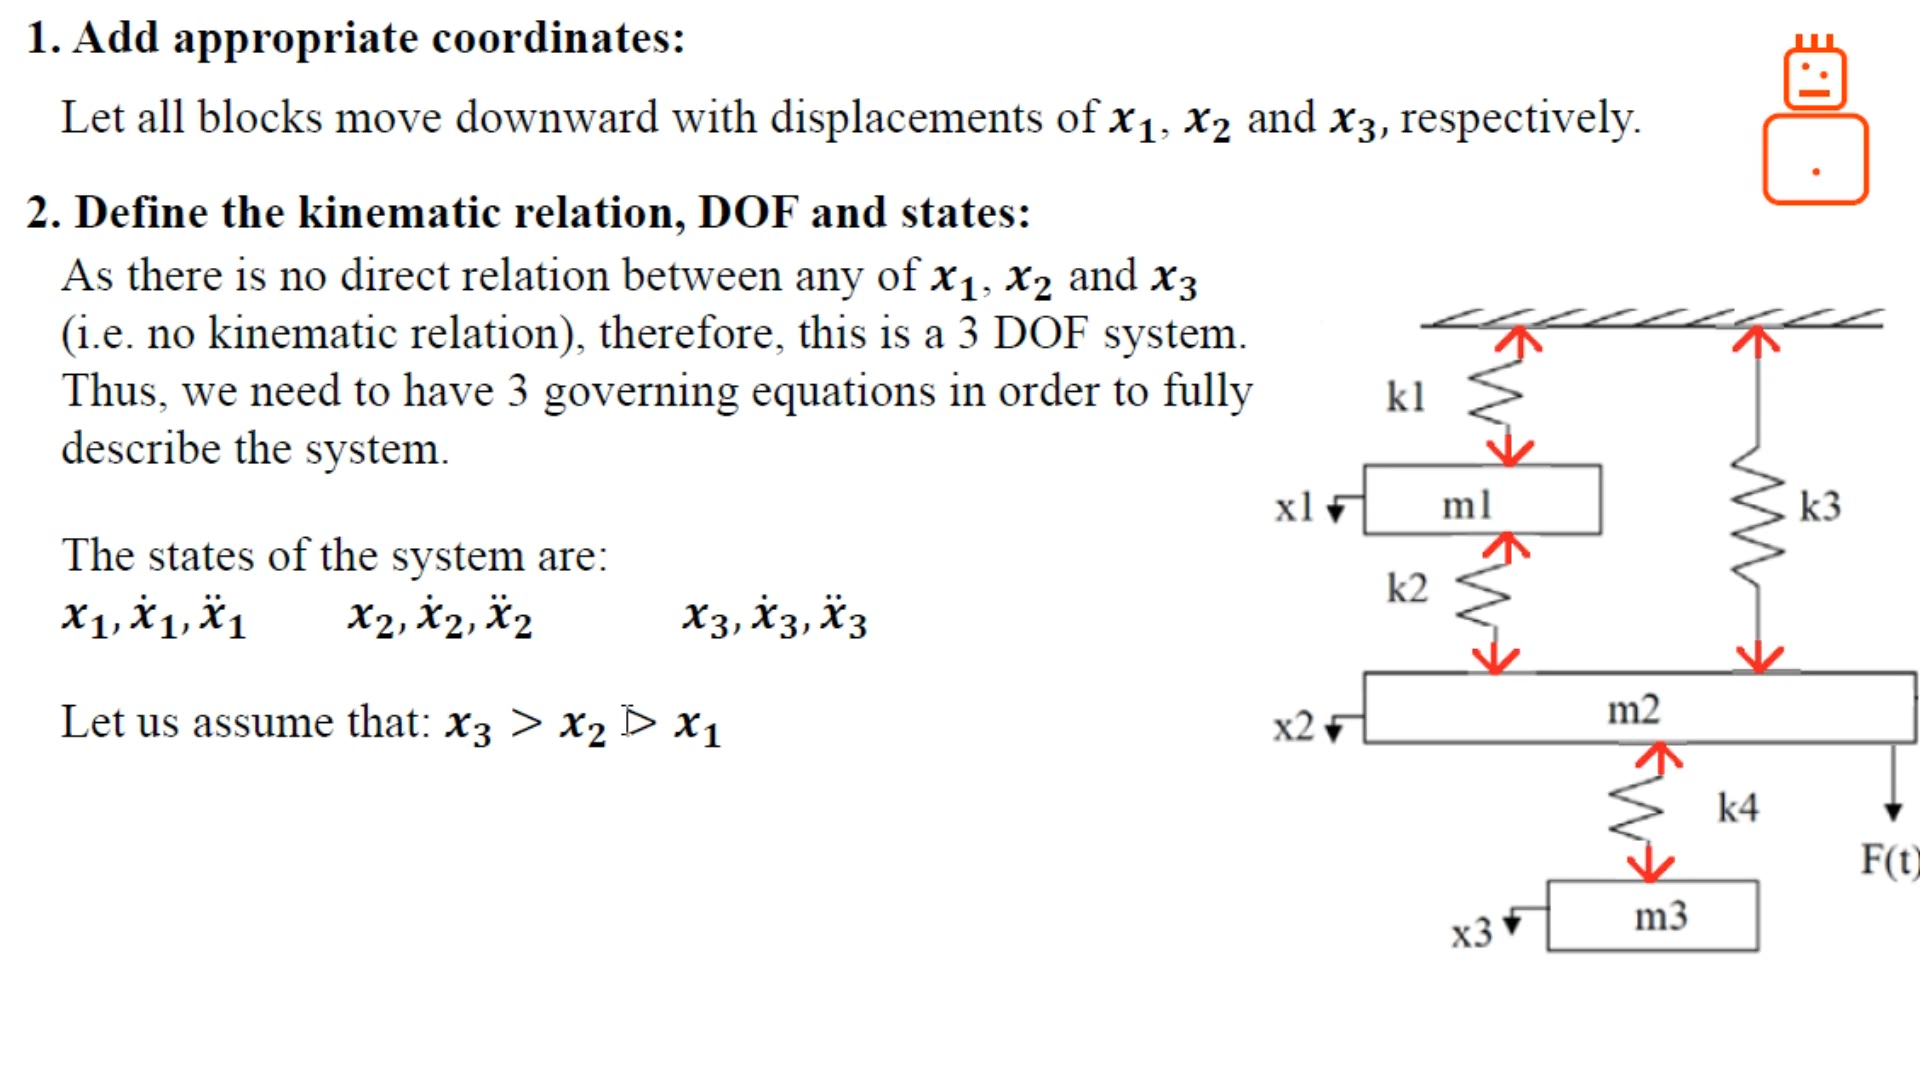 1. Add appropriate coordinates:
Let all blocks move downward with displacements of x₁, x₂ and x₃, respectively.
2. Define the kinematic relation, DOF and states:
As there is no direct relation between any of x₁, x₂ and x₃
(i.e. no kinematic relation), therefore, this is a 3 DOF system.
Thus, we need to have 3 governing equations in order to fully
describe the system.
The states of the system are:
x₁, ẋ₁, ẍ₁ x₂, ẋ₂, ẍ₂ x₃, ẋ₃, ẍ₃
Let us assume that: x₃ > x₂ > x₁
k1
x1
m1
k3
k2
x2
m2
k4
F(t)
x3
m3